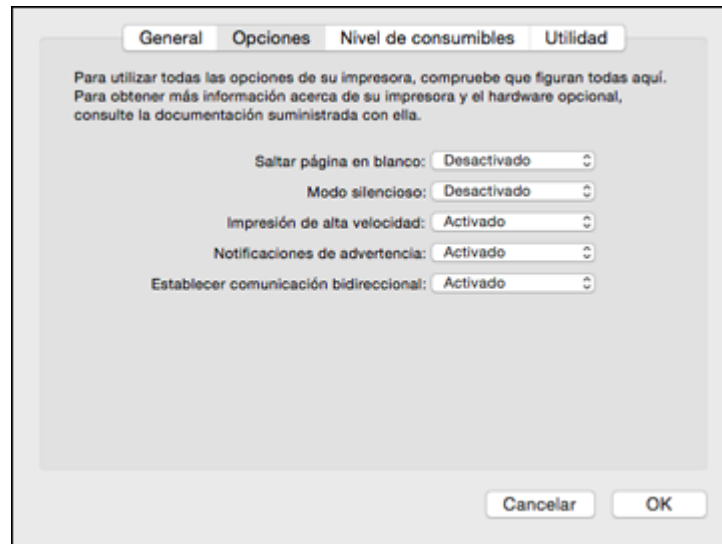 General Opciones Nivel de consumibles Utilidad
Para utilizar todas las opciones de su impresora, compruebe que figuran todas aquí.
Para obtener más información acerca de su impresora y el hardware opcional,
consulte la documentación suministrada con ella.
Saltar página en blanco: Desactivado
Modo silencioso: Desactivado
Impresión de alta velocidad: Activado
Notificaciones de advertencia: Activado
Establecer comunicación bidireccional: Activado
Cancelar OK